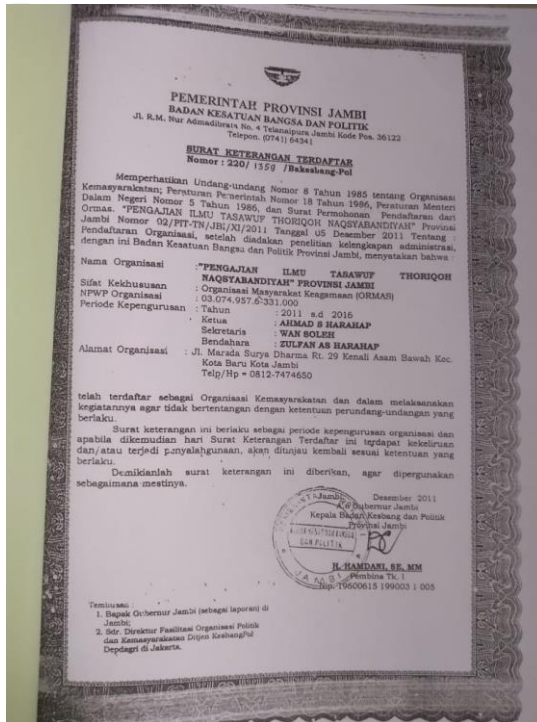 PEMERINTAH PROVINSI JAMBI
BADAN KESATUAN BANGSA DAN POLITIK
Jl. R.M. Nur Admadibrata No. 4 Telanaipura Jambi Kode Pos. 36122
Telepon. (0741) 64341
SURAT KETERANGAN TERDAFTAR
Nomor : 220/ 1359 /Bakesbang-Pol
Memperhatikan Undang-undang Nomor 8 Tahun 1985 tentang Organisasi
Kemasyarakatan; Peraturan Pemerintah Nomor 18 Tahun 1986, Peraturan Menteri
Dalam Negeri Nomor 5 Tahun 1986, dan Surat Permohonan Pendaftaran dari
Ormas. "PENGAJIAN ILMU TASAWUF THORIQOH NAQSYABANDIYAH" Provinsi
Jambi Nomor 02/PIT-TN/JBI/XI/2011 Tanggal 05 Desember 2011 Tentang :
Pendaftaran Organisasi, setelah diadakan penelitian kelengkapan administrasi,
dengan ini Badan Kesatuan Bangsa dan Politik Provinsi Jambi, menyatakan bahwa :
Nama Organisasi : "PENGAJIAN ILMU TASAWUF THORIQOH
NAQSYABANDIYAH" PROVINSI JAMBI
Sifat Kekhususan : Organisasi Masyarakat Keagamaan (ORMAS)
NPWP Organisasi : 03.074.957.6-331.000
Periode Kepengurusan : Tahun : 2011 s.d 2016
Ketua : AHMAD S HARAHAP
Sekretaris : WAN SOLEH
Bendahara : ZULFAN AS HARAHAP
Alamat Organisasi : Jl. Marada Surya Dharma Rt. 29 Kenali Asam Bawah Kec.
Kota Baru Kota Jambi
Telp/Hp = 0812-7474650
telah terdaftar sebagai Organisasi Kemasyarakatan dan dalam melaksanakan
kegiatannya agar tidak bertentangan dengan ketentuan perundang-undangan yang
berlaku.
Surat keterangan ini berlaku sebagai periode kepengurusan organisasi dan
apabila dikemudian hari Surat Keterangan Terdaftar ini terdapat kekeliruan
dan/atau terjadi penyalahgunaan, akan ditinjau kembali sesuai ketentuan yang
berlaku.
Demikianlah surat keterangan ini diberikan, agar dipergunakan
sebagaimana mestinya.
Jambi, Desember 2011
Gubernur Jambi
Kepala Badan Kesbang dan Politik
Provinsi Jambi
DAN POLITIK
JAMBI
H. HAMDANI, SE, MM
Pembina Tk. I
Nip. 19600615 199003 1 005
Tembusan :
1. Bapak Gubernur Jambi (sebagai laporan) di
Jambi;
2. Sdr. Direktur Fasilitasi Organisasi Politik
dan Kemasyarakatan Ditjen KesbangPol
Depdagri di Jakarta.